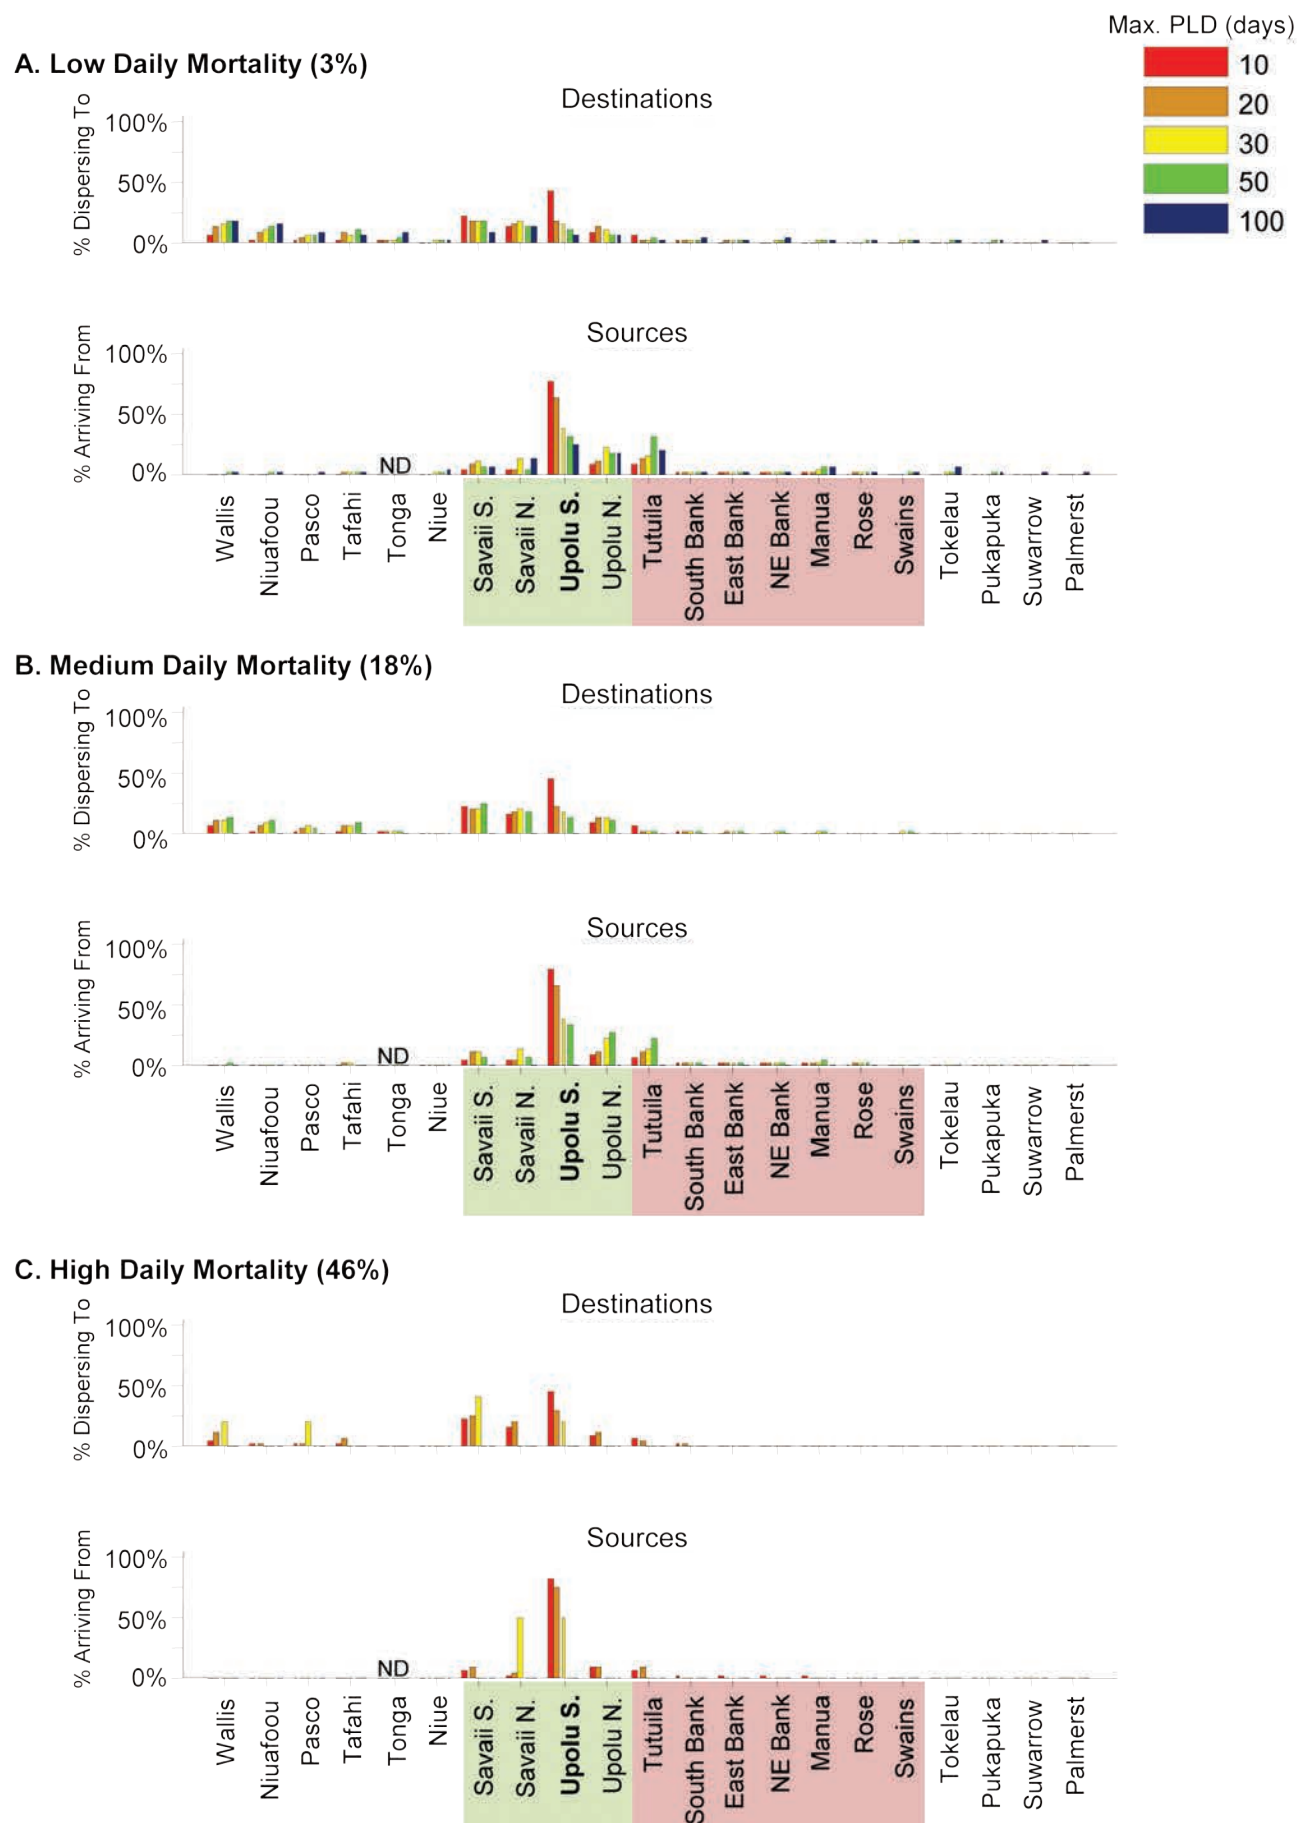 Max. PLD (days)
10
20
30
50
100
A. Low Daily Mortality (3%)
Destinations
% Dispersing To
100%
50%
0%
Sources
% Arriving From
100%
50%
0%
ND
Wallis
Niuafoou
Pasco
Tafahi
Tonga
Niue
Savaii S.
Savaii N.
Upolu S.
Upolu N.
Tutuila
South Bank
East Bank
NE Bank
Manua
Rose
Swains
Tokelau
Pukapuka
Suwarrow
Palmerst
B. Medium Daily Mortality (18%)
Destinations
% Dispersing To
100%
50%
0%
Sources
% Arriving From
100%
50%
0%
ND
Wallis
Niuafoou
Pasco
Tafahi
Tonga
Niue
Savaii S.
Savaii N.
Upolu S.
Upolu N.
Tutuila
South Bank
East Bank
NE Bank
Manua
Rose
Swains
Tokelau
Pukapuka
Suwarrow
Palmerst
C. High Daily Mortality (46%)
Destinations
% Dispersing To
100%
50%
0%
Sources
% Arriving From
100%
50%
0%
ND
Wallis
Niuafoou
Pasco
Tafahi
Tonga
Niue
Savaii S.
Savaii N.
Upolu S.
Upolu N.
Tutuila
South Bank
East Bank
NE Bank
Manua
Rose
Swains
Tokelau
Pukapuka
Suwarrow
Palmerst